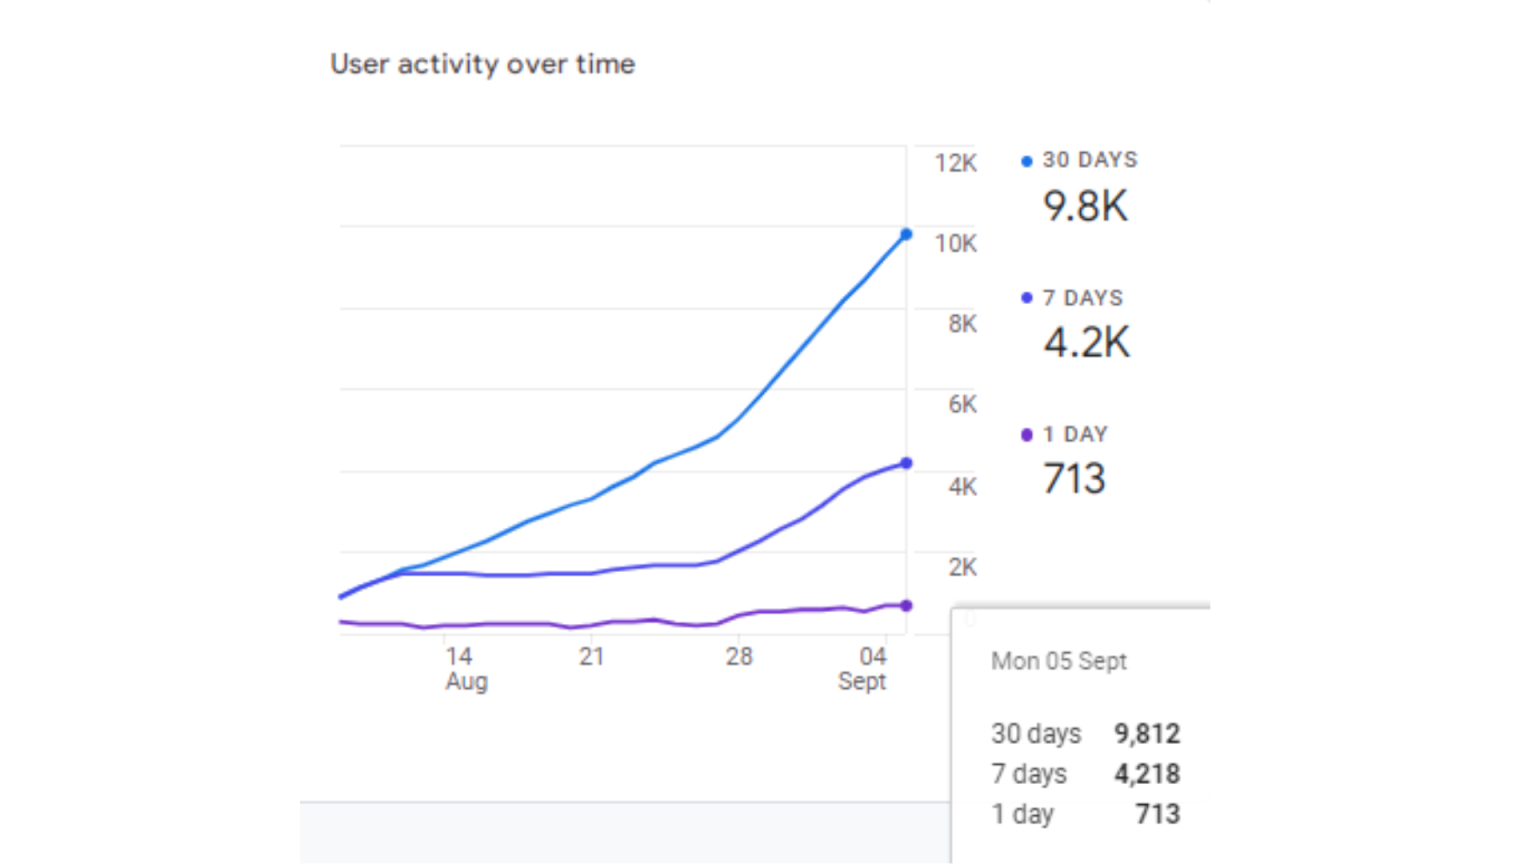 User activity over time
12K
10K
8K
6K
4K
2K
0
14
Aug
21
28
04
Sept
30 DAYS
9.8K
7 DAYS
4.2K
1 DAY
713
Mon 05 Sept
30 days 9,812
7 days 4,218
1 day 713